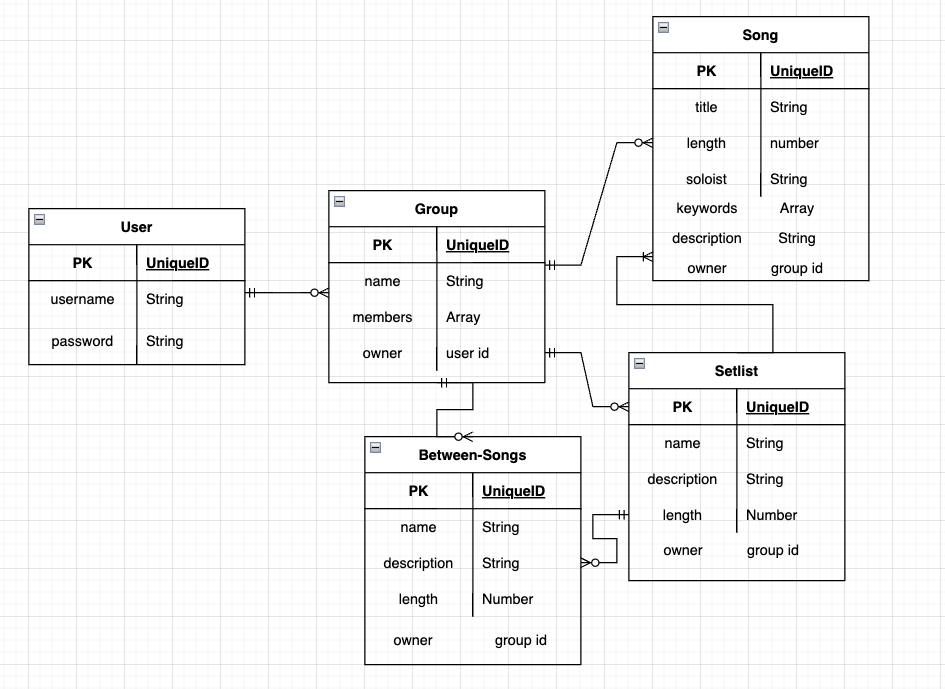 User
PK UniqueID
username String
password String
Group
PK UniqueID
name String
members Array
owner user id
Song
PK UniqueID
title String
length number
soloist String
keywords Array
description String
owner group id
Between-Songs
PK UniqueID
name String
description String
length Number
owner group id
Setlist
PK UniqueID
name String
description String
length Number
owner group id